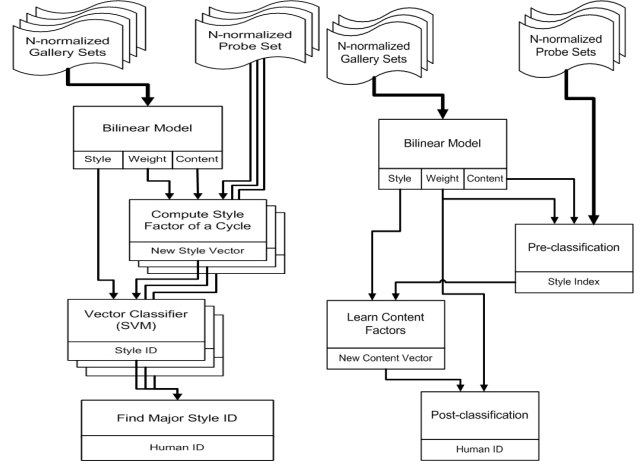 N-normalized
Gallery Sets
N-normalized
Probe Set
Bilinear Model
Style
Weight
Content
Compute Style
Factor of a Cycle
New Style Vector
Vector Classifier
(SVM)
Style ID
Find Major Style ID
Human ID
N-normalized
Gallery Sets
N-normalized
Probe Sets
Bilinear Model
Style
Weight
Content
Pre-classification
Style Index
Learn Content
Factors
New Content Vector
Post-classification
Human ID